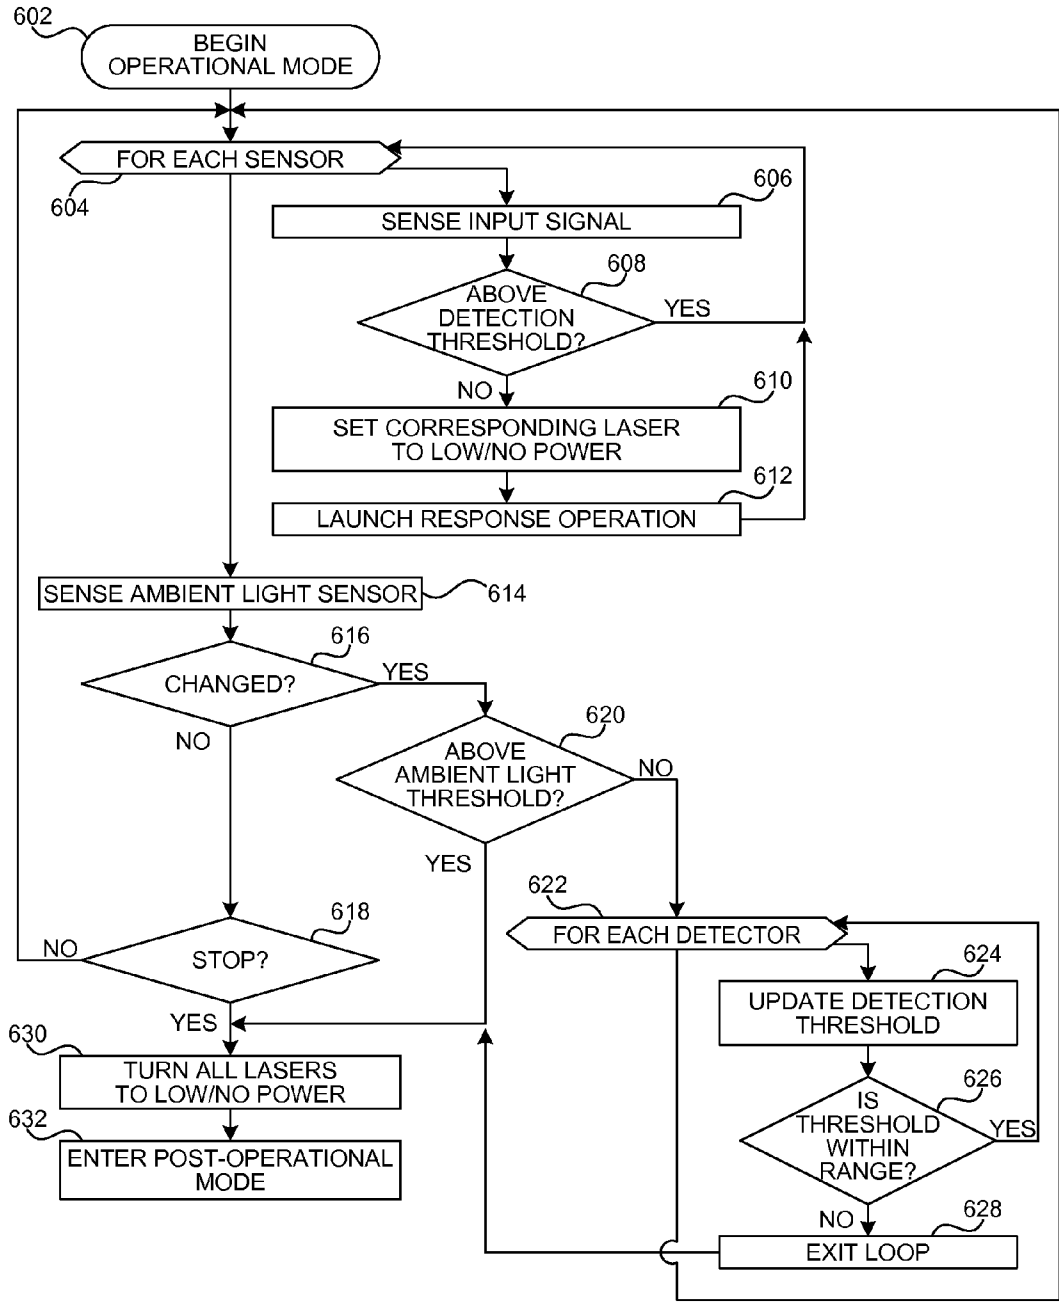 602
BEGIN
OPERATIONAL MODE
FOR EACH SENSOR
604
606
SENSE INPUT SIGNAL
608
ABOVE
DETECTION
THRESHOLD?
YES
NO
610
SET CORRESPONDING LASER
TO LOW/NO POWER
612
LAUNCH RESPONSE OPERATION
SENSE AMBIENT LIGHT SENSOR
614
616
CHANGED?
YES
NO
620
ABOVE
AMBIENT LIGHT
THRESHOLD?
NO
YES
618
STOP?
NO
YES
622
FOR EACH DETECTOR
624
UPDATE DETECTION
THRESHOLD
626
IS
THRESHOLD
WITHIN
RANGE?
YES
NO
628
EXIT LOOP
630
TURN ALL LASERS
TO LOW/NO POWER
632
ENTER POST-OPERATIONAL
MODE